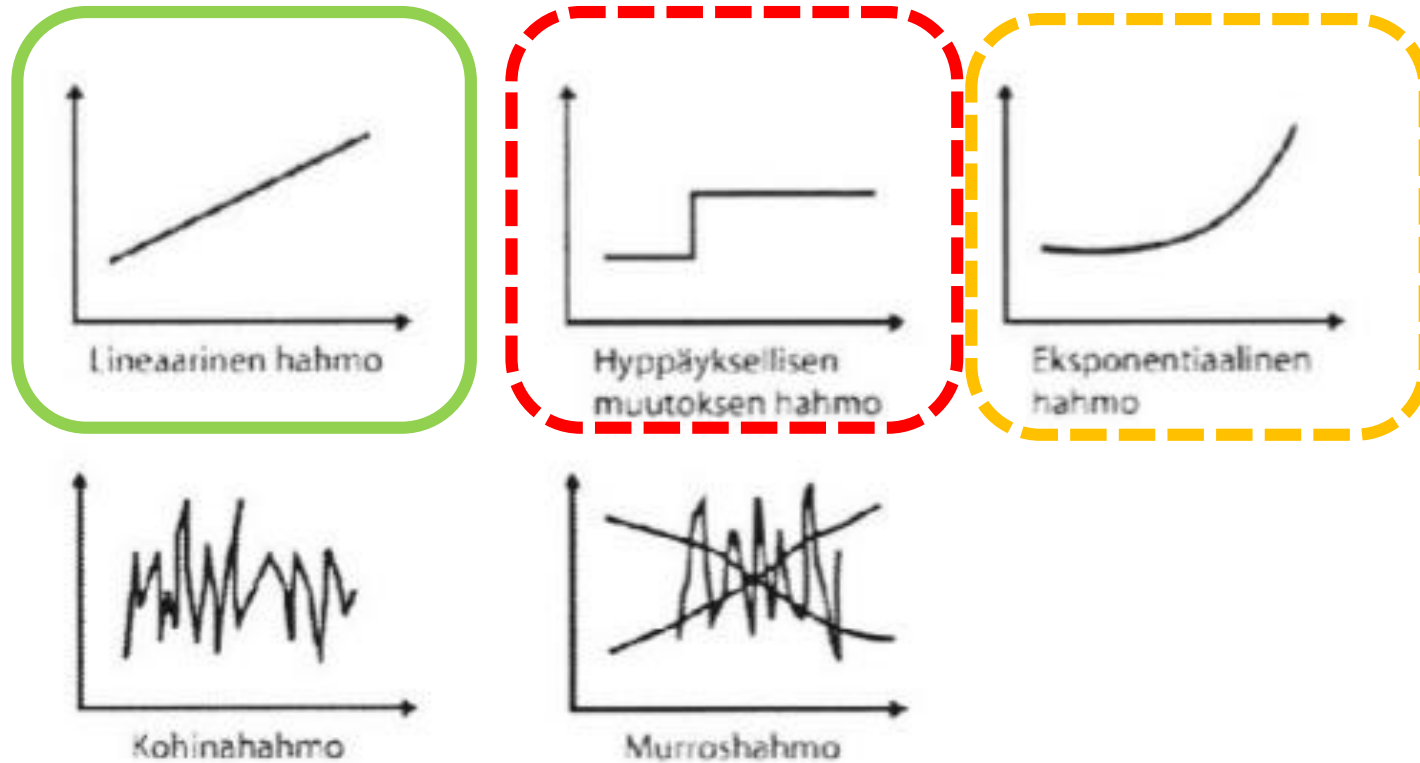 Lineaarinen hahmo
Hyppäyksellisen
muutoksen hahmo
Eksponentiaalinen
hahmo
Kohinahahmo
Murroshahmo